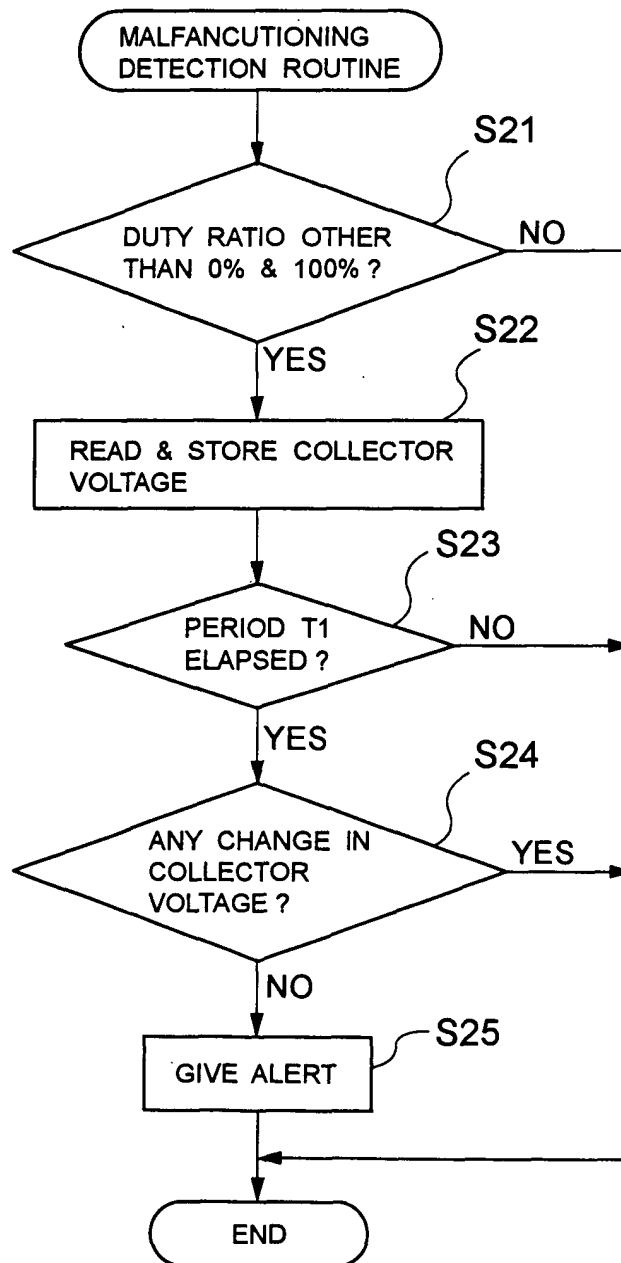 MALFANCUTIONING
DETECTION ROUTINE
S21
DUTY RATIO OTHER
THAN 0% & 100% ?
NO
YES
S22
READ & STORE COLLECTOR
VOLTAGE
S23
PERIOD T1
ELAPSED ?
NO
YES
S24
ANY CHANGE IN
COLLECTOR
VOLTAGE ?
YES
NO
S25
GIVE ALERT
END